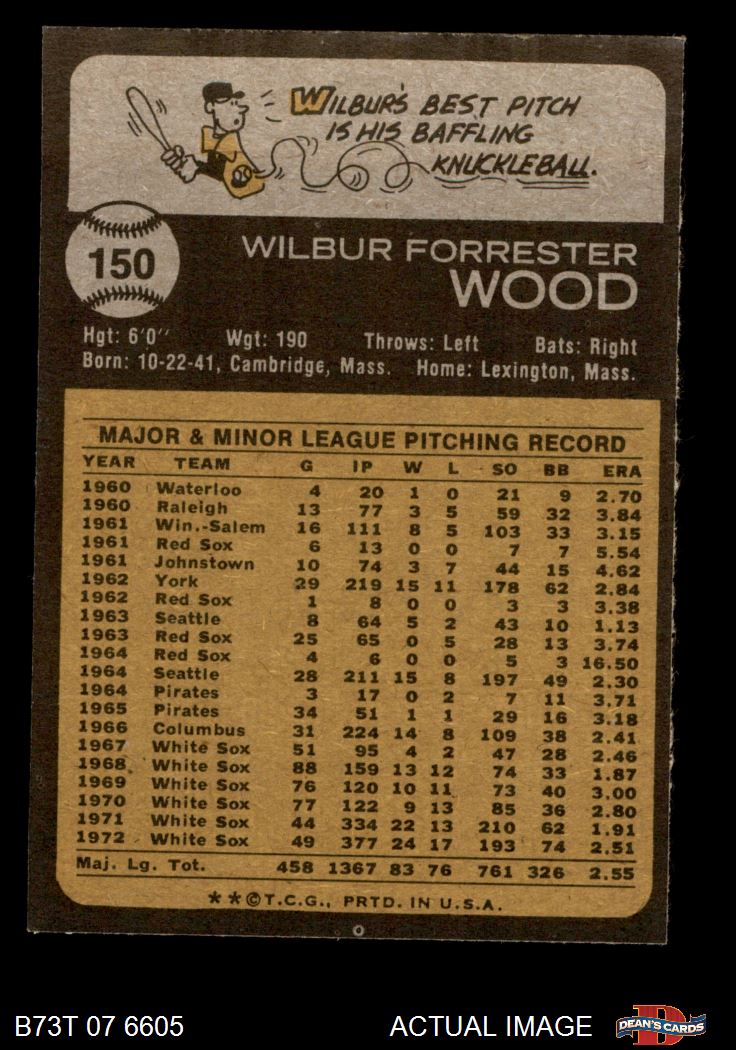 WILBUR'S BEST PITCH
IS HIS BAFFLING
KNUCKLEBALL.
150
WILBUR FORRESTER
WOOD
Hgt: 6'0" Wgt: 190 Throws: Left Bats: Right
Born: 10-22-41, Cambridge, Mass. Home: Lexington, Mass.
MAJOR & MINOR LEAGUE PITCHING RECORD
YEAR TEAM G IP W L SO BB ERA
1960 Waterloo 4 20 1 0 21 9 2.70
1960 Raleigh 13 77 3 5 59 32 3.84
1961 Win.-Salem 16 111 8 5 103 33 3.15
1961 Red Sox 6 13 0 0 7 7 5.54
1961 Johnstown 10 74 3 7 44 15 4.62
1962 York 29 219 15 11 178 62 2.84
1962 Red Sox 1 8 0 0 3 3 3.38
1963 Seattle 8 64 5 2 43 10 1.13
1963 Red Sox 25 65 0 5 28 13 3.74
1964 Red Sox 4 6 0 0 5 3 16.50
1964 Seattle 28 211 15 8 197 49 2.30
1964 Pirates 3 17 0 2 7 11 3.71
1965 Pirates 34 51 1 1 29 16 3.18
1966 Columbus 31 224 14 8 109 38 2.41
1967 White Sox 51 95 4 2 47 28 2.46
1968 White Sox 88 159 13 12 74 33 1.87
1969 White Sox 76 120 10 11 73 40 3.00
1970 White Sox 77 122 9 13 85 36 2.80
1971 White Sox 44 334 22 13 210 62 1.91
1972 White Sox 49 377 24 17 193 74 2.51
Maj. Lg. Tot. 458 1367 83 76 761 326 2.55
**©T.C.G., PRTD. IN U.S.A.
B73T 07 6605 ACTUAL IMAGE
D
DEAN'S CARDS